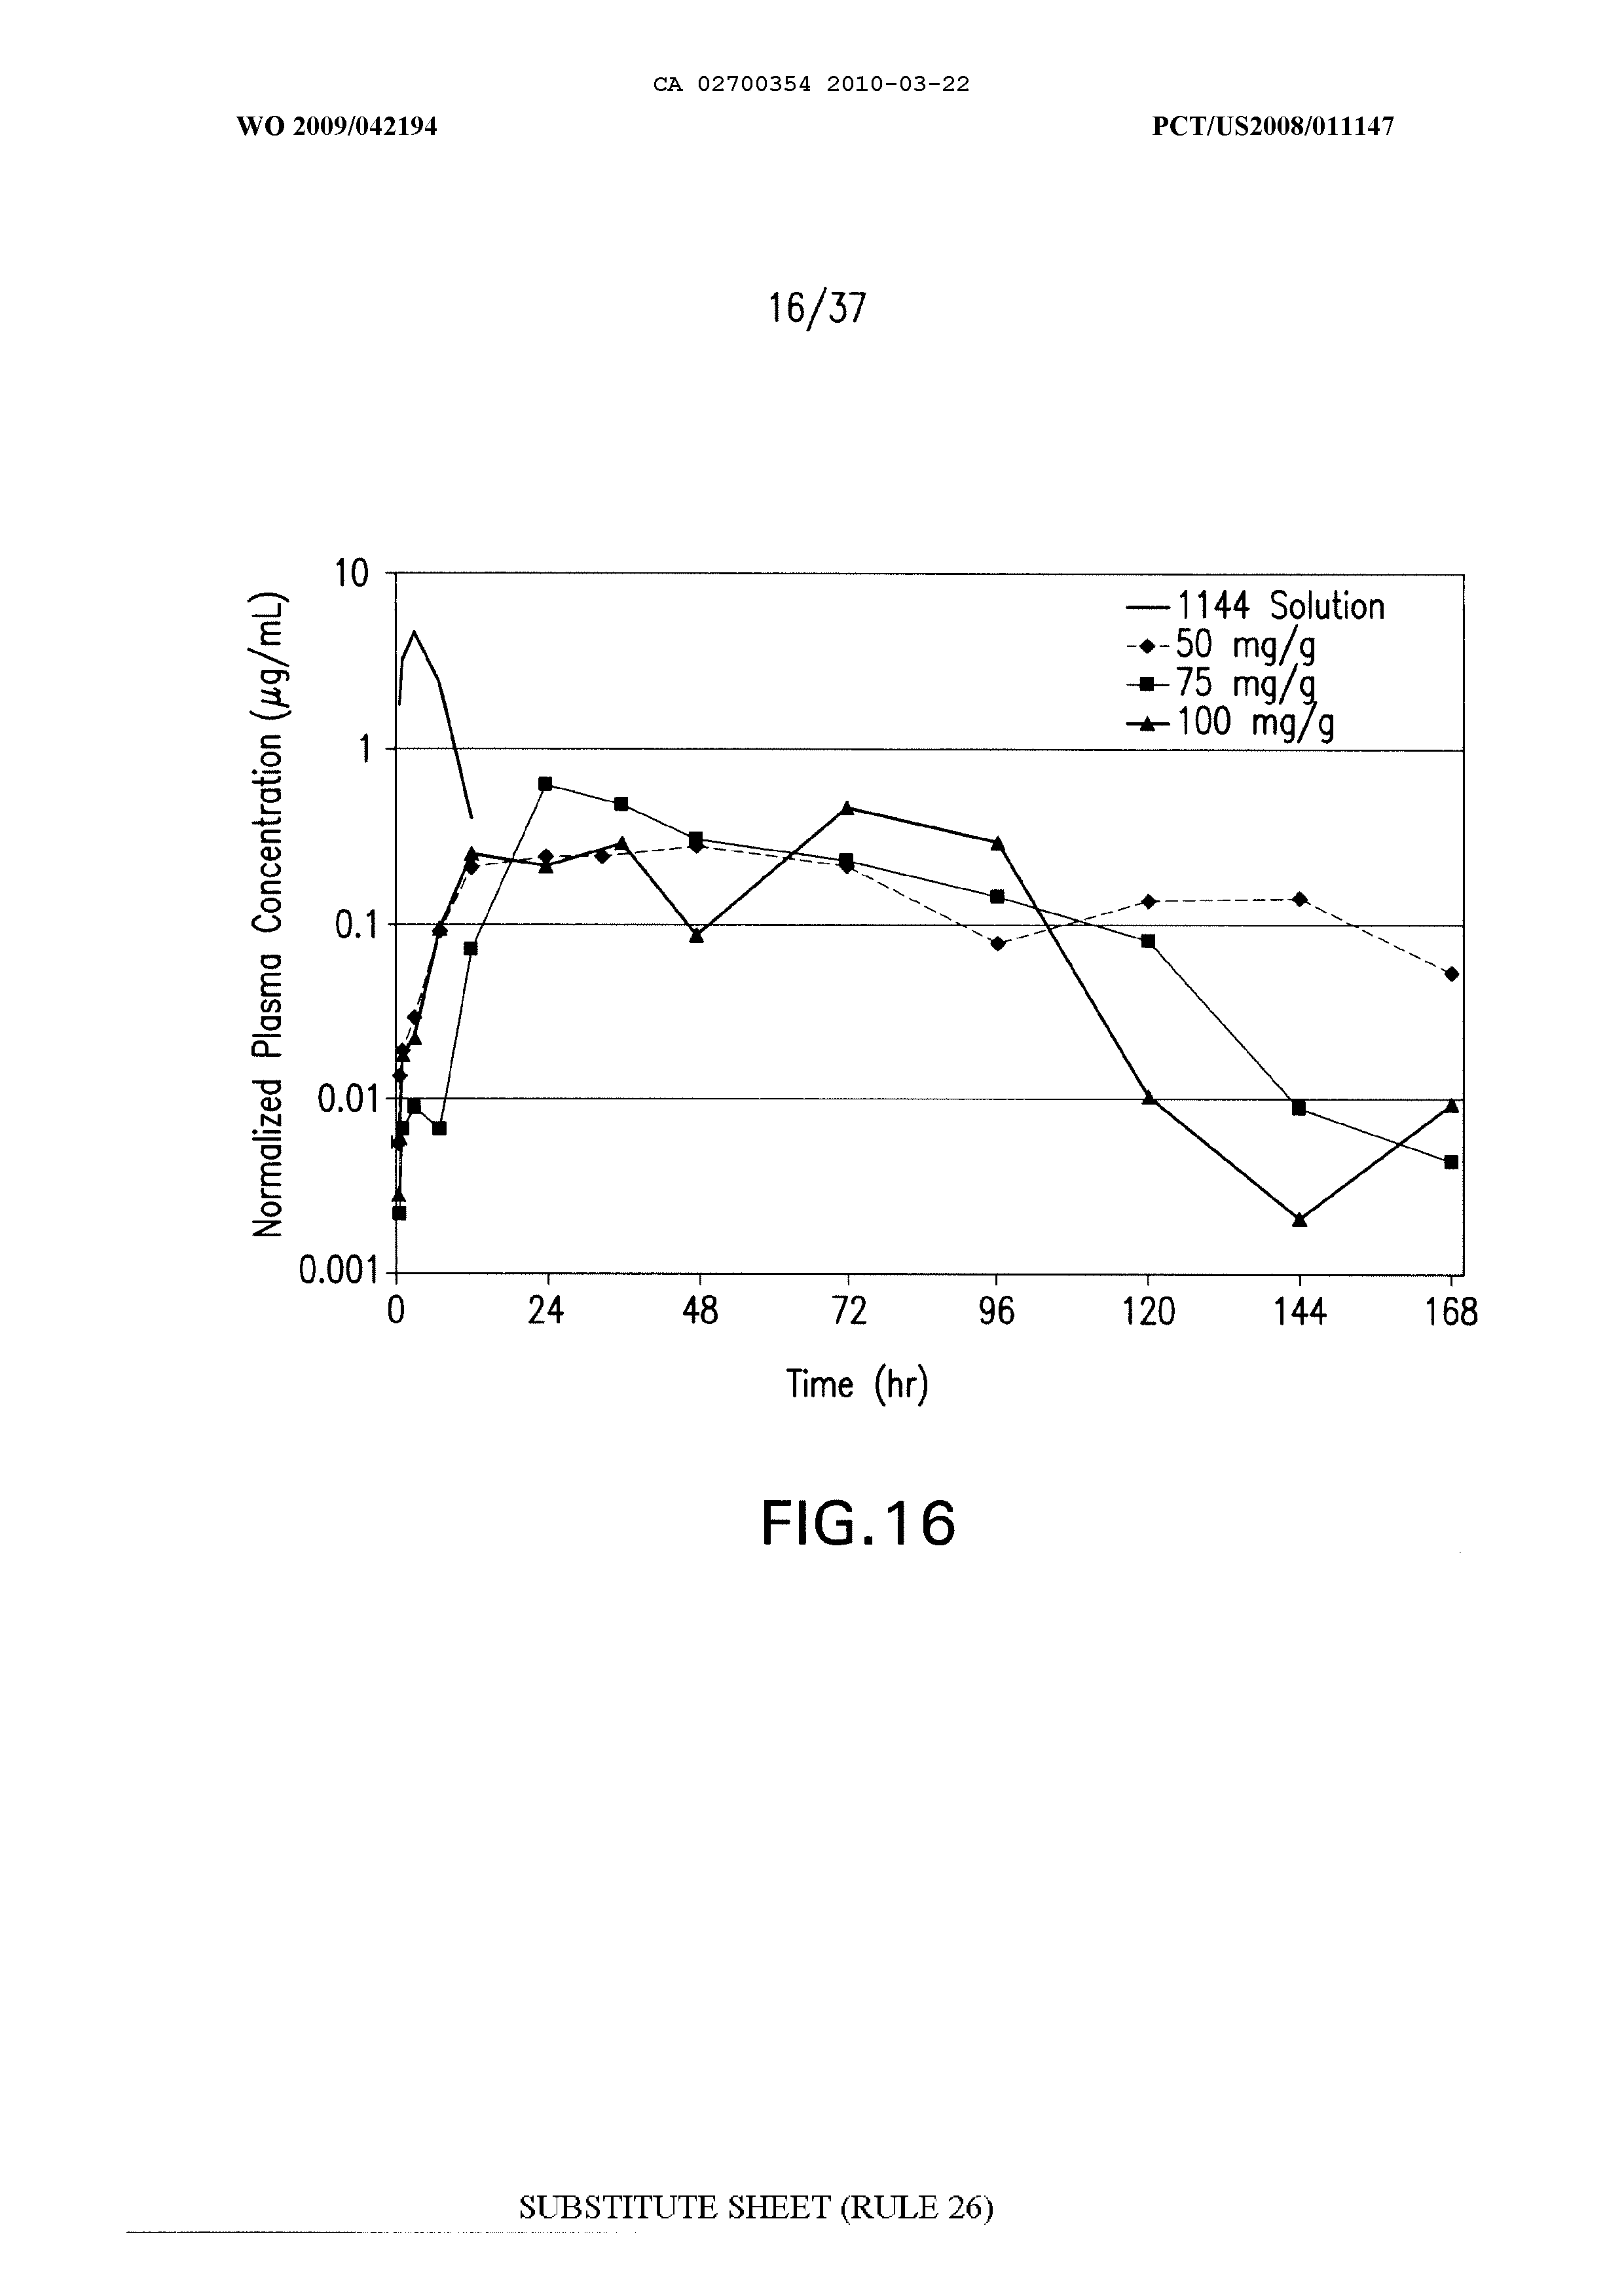 CA 02700354 2010-03-22
WO 2009/042194
PCT/US2008/011147
16/37
Normalized Plasma Concentration (µg/mL)
10
1
0.1
0.01
0.001
1144 Solution
50 mg/g
75 mg/g
100 mg/g
0 24 48 72 96 120 144 168
Time (hr)
FIG.16
SUBSTITUTE SHEET (RULE 26)